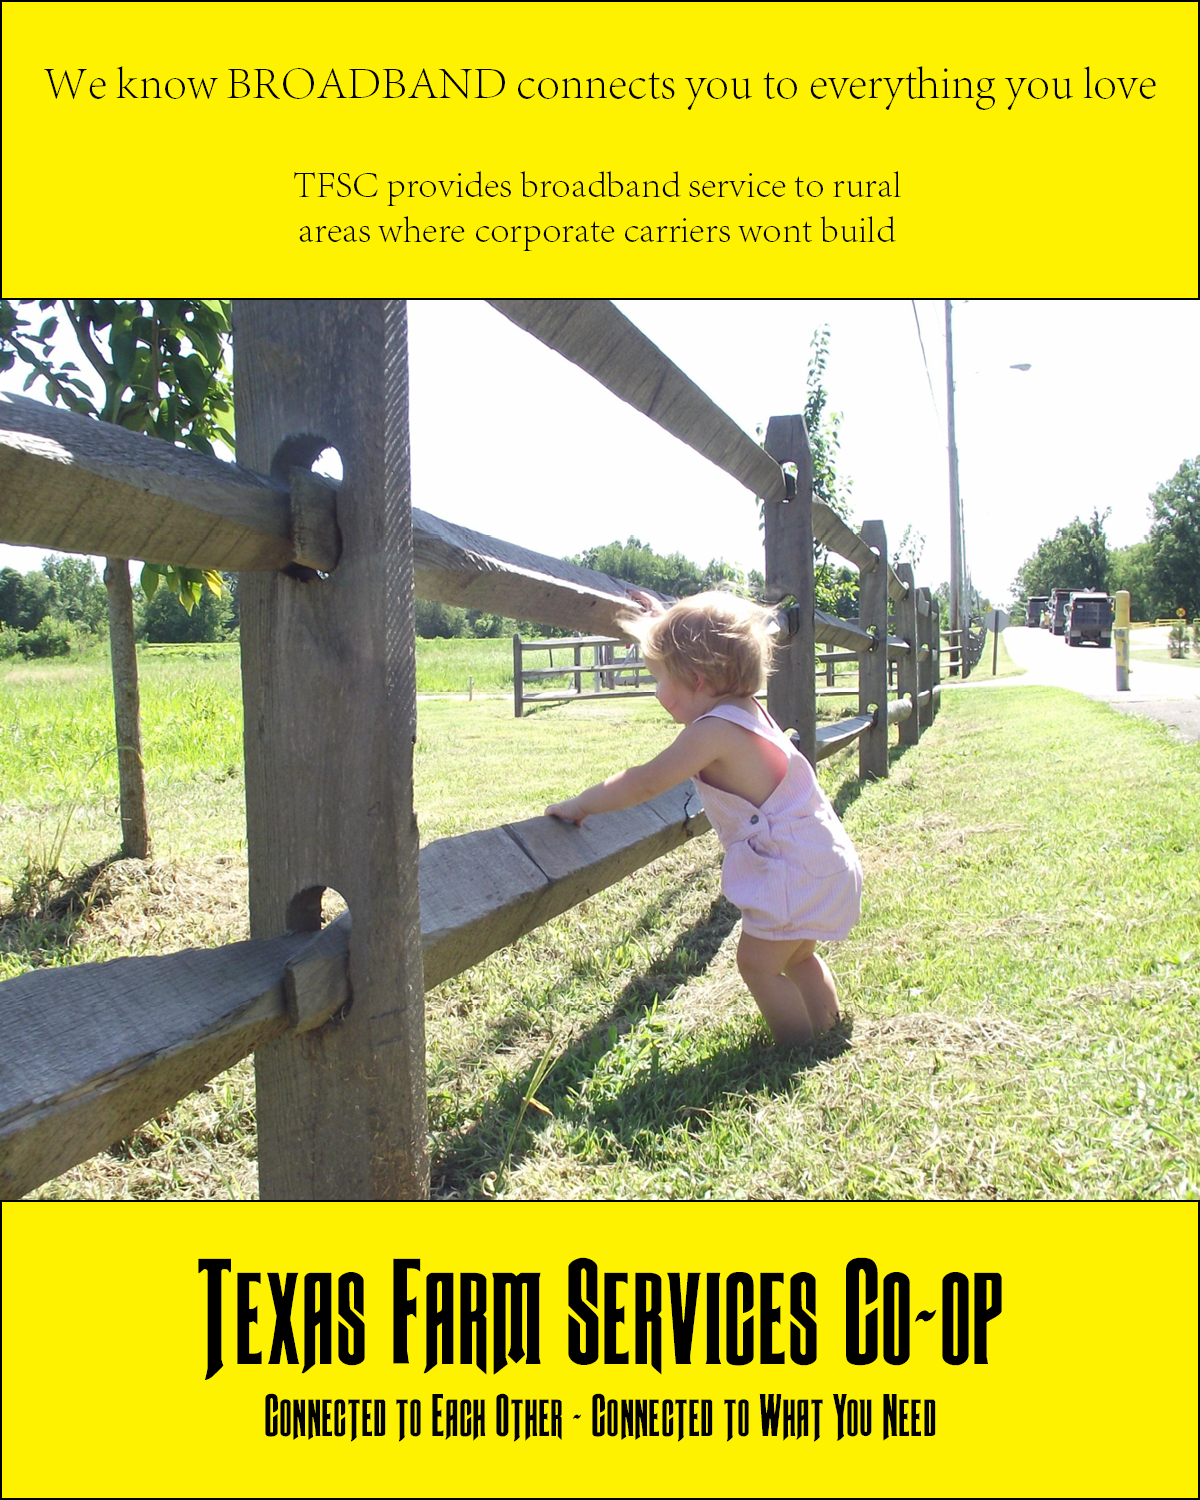 We know BROADBAND connects you to everything you love
TFSC provides broadband service to rural
areas where corporate carriers wont build
Texas Farm Services Co-op
Connected to Each Other - Connected to What You Need